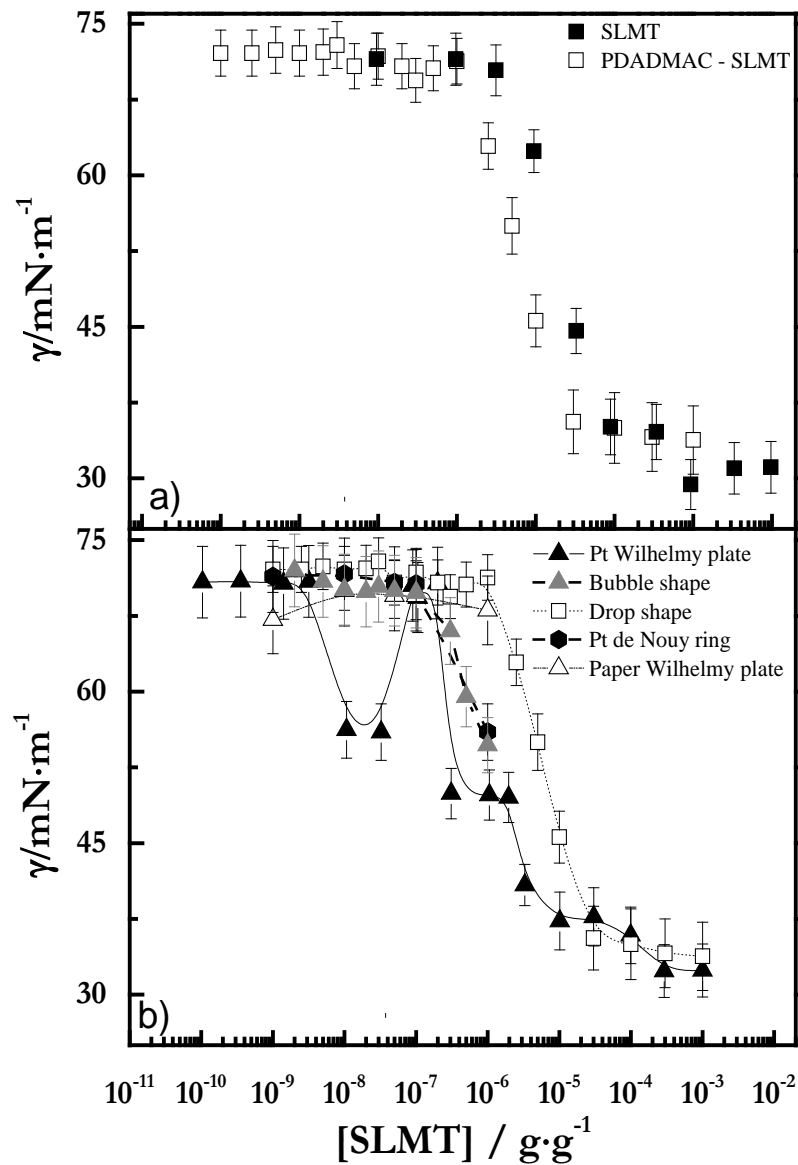 75
60
45
30
γ/mN·m⁻¹
SLMT
PDADMAC - SLMT
a)
75
60
45
30
γ/mN·m⁻¹
Pt Wilhelmy plate
Bubble shape
Drop shape
Pt de Nouy ring
Paper Wilhelmy plate
b)
10⁻¹¹ 10⁻¹⁰ 10⁻⁹ 10⁻⁸ 10⁻⁷ 10⁻⁶ 10⁻⁵ 10⁻⁴ 10⁻³ 10⁻²
[SLMT] / g·g⁻¹